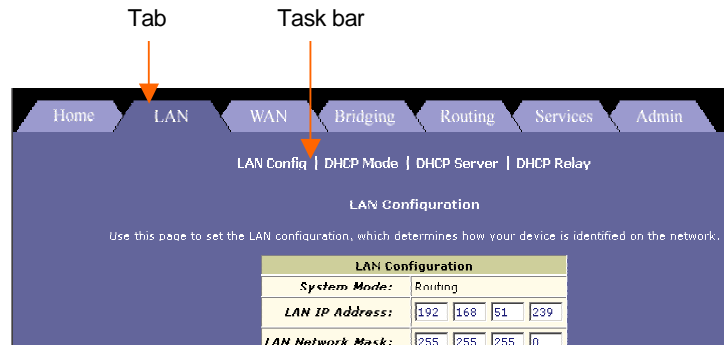 Tab Task bar
Home LAN WAN Bridging Routing Services Admin
LAN Config | DHCP Mode | DHCP Server | DHCP Relay
LAN Configuration
Use this page to set the LAN configuration, which determines how your device is identified on the network.
LAN Configuration
System Mode: Routing
LAN IP Address: 192 168 51 239
LAN Network Mask: 255 255 255 0